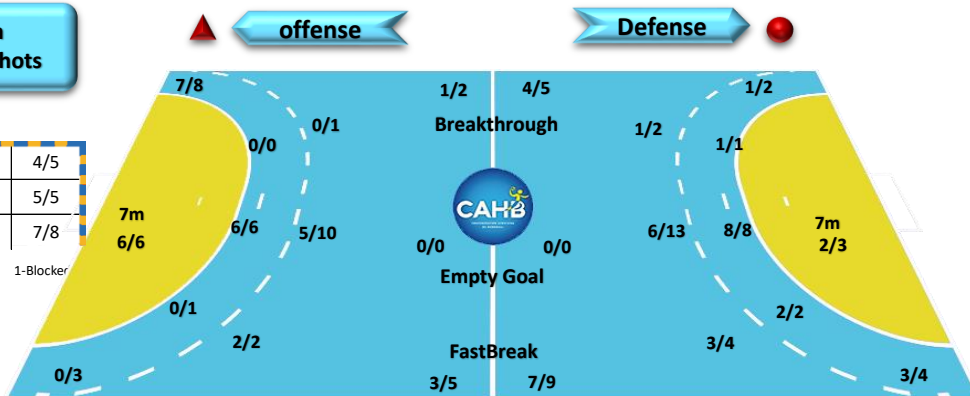 offense
Defense
hots
7/8
1/2
4/5
1/2
0/1
Breakthrough
1/2
0/0
1/1
4/5
5/5
7/8
CAHB
7m
6/6
6/6
5/10
0/0
0/0
6/13
8/8
7m
2/3
Empty Goal
1-Blocked
0/1
2/2
2/2
3/4
FastBreak
0/3
3/5
7/9
3/4